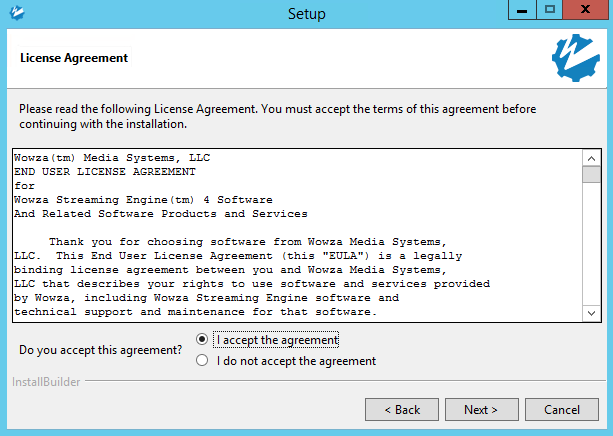 Setup
License Agreement
Please read the following License Agreement. You must accept the terms of this agreement before
continuing with the installation.
Wowza(tm) Media Systems, LLC
END USER LICENSE AGREEMENT
for
Wowza Streaming Engine(tm) 4 Software
And Related Software Products and Services
Thank you for choosing software from Wowza Media Systems,
LLC.  This End User License Agreement (this "EULA") is a legally
binding license agreement between you and Wowza Media Systems,
LLC that describes your rights to use software and services provided
by Wowza, including Wowza Streaming Engine software and
technical support and maintenance for that software.
Do you accept this agreement?
I accept the agreement
I do not accept the agreement
InstallBuilder
< Back
Next >
Cancel